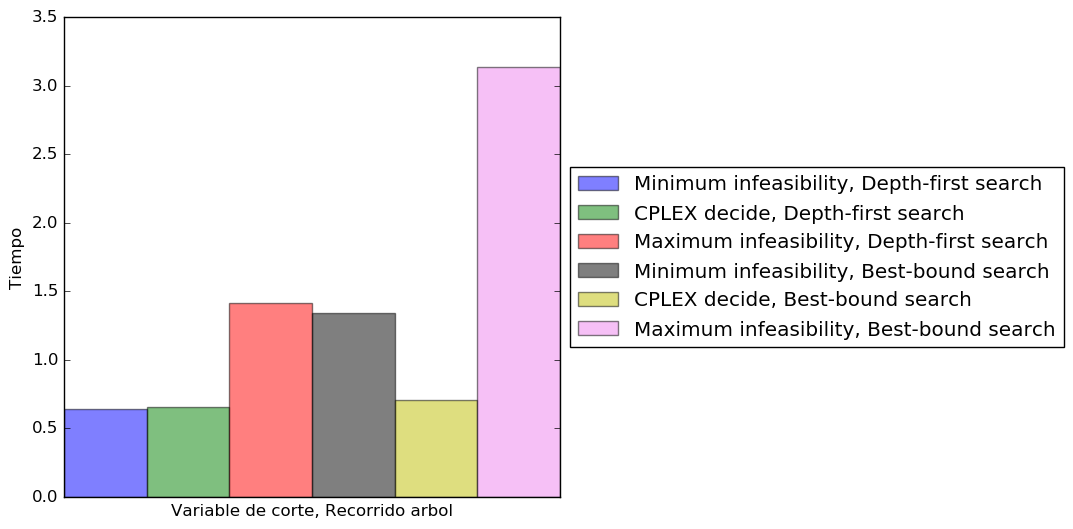 3.5
3.0
2.5
2.0
1.5
1.0
0.5
0.0
Tiempo
Variable de corte, Recorrido arbol
Minimum infeasibility, Depth-first search
CPLEX decide, Depth-first search
Maximum infeasibility, Depth-first search
Minimum infeasibility, Best-bound search
CPLEX decide, Best-bound search
Maximum infeasibility, Best-bound search